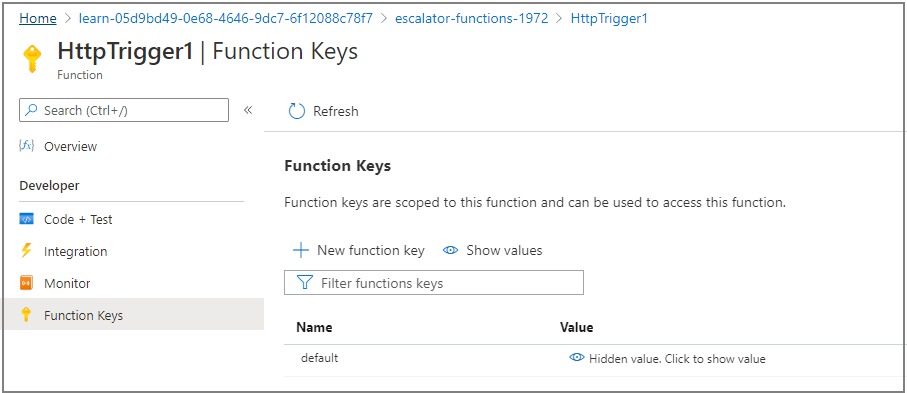 Home > learn-05d9bd49-0e68-4646-9dc7-6f12088c78f7 > escalator-functions-1972 > HttpTrigger1
HttpTrigger1 | Function Keys
Function
Search (Ctrl+/)
«
Refresh
Overview
Developer
Code + Test
Integration
Monitor
Function Keys
Function Keys
Function keys are scoped to this function and can be used to access this function.
New function key
Show values
Filter functions keys
Name Value
default Hidden value. Click to show value